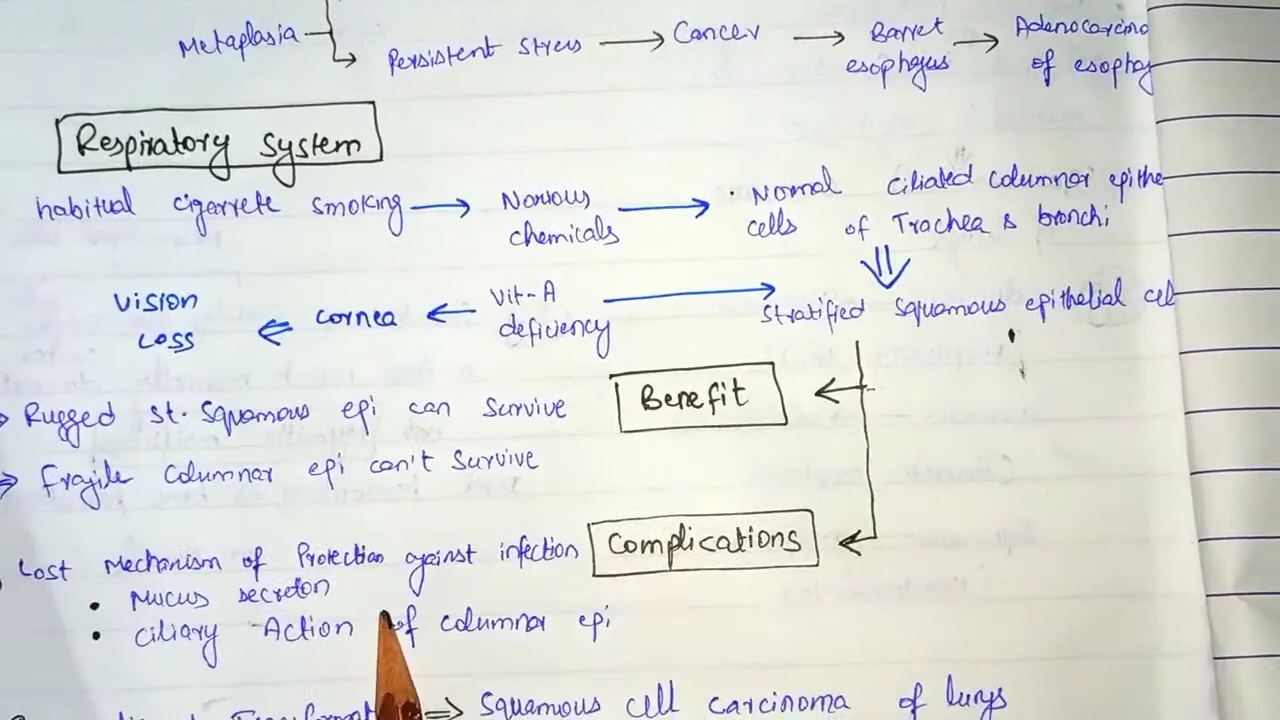 Metaplasia Persistent Stress → Cancer → Barret esophagus → Adenocarcino of esophag
Respiratory System
habitual cigarrete smoking → Noxious chemicals → Normal ciliated columnar epithe
cells of Trachea & bronchi
Vision Loss ⇐ cornea ← Vit-A deficiency → Stratified Squamous epithelial cel
Benefit
Rugged st. Squamous epi can Survive
⇒ Fragile Columnar epi can't Survive
Complications
Lost Mechanism of Protection against infection
• Mucus secreton
• Ciliary Action of columnar epi
⇒ Squamous cell carcinoma of lungs